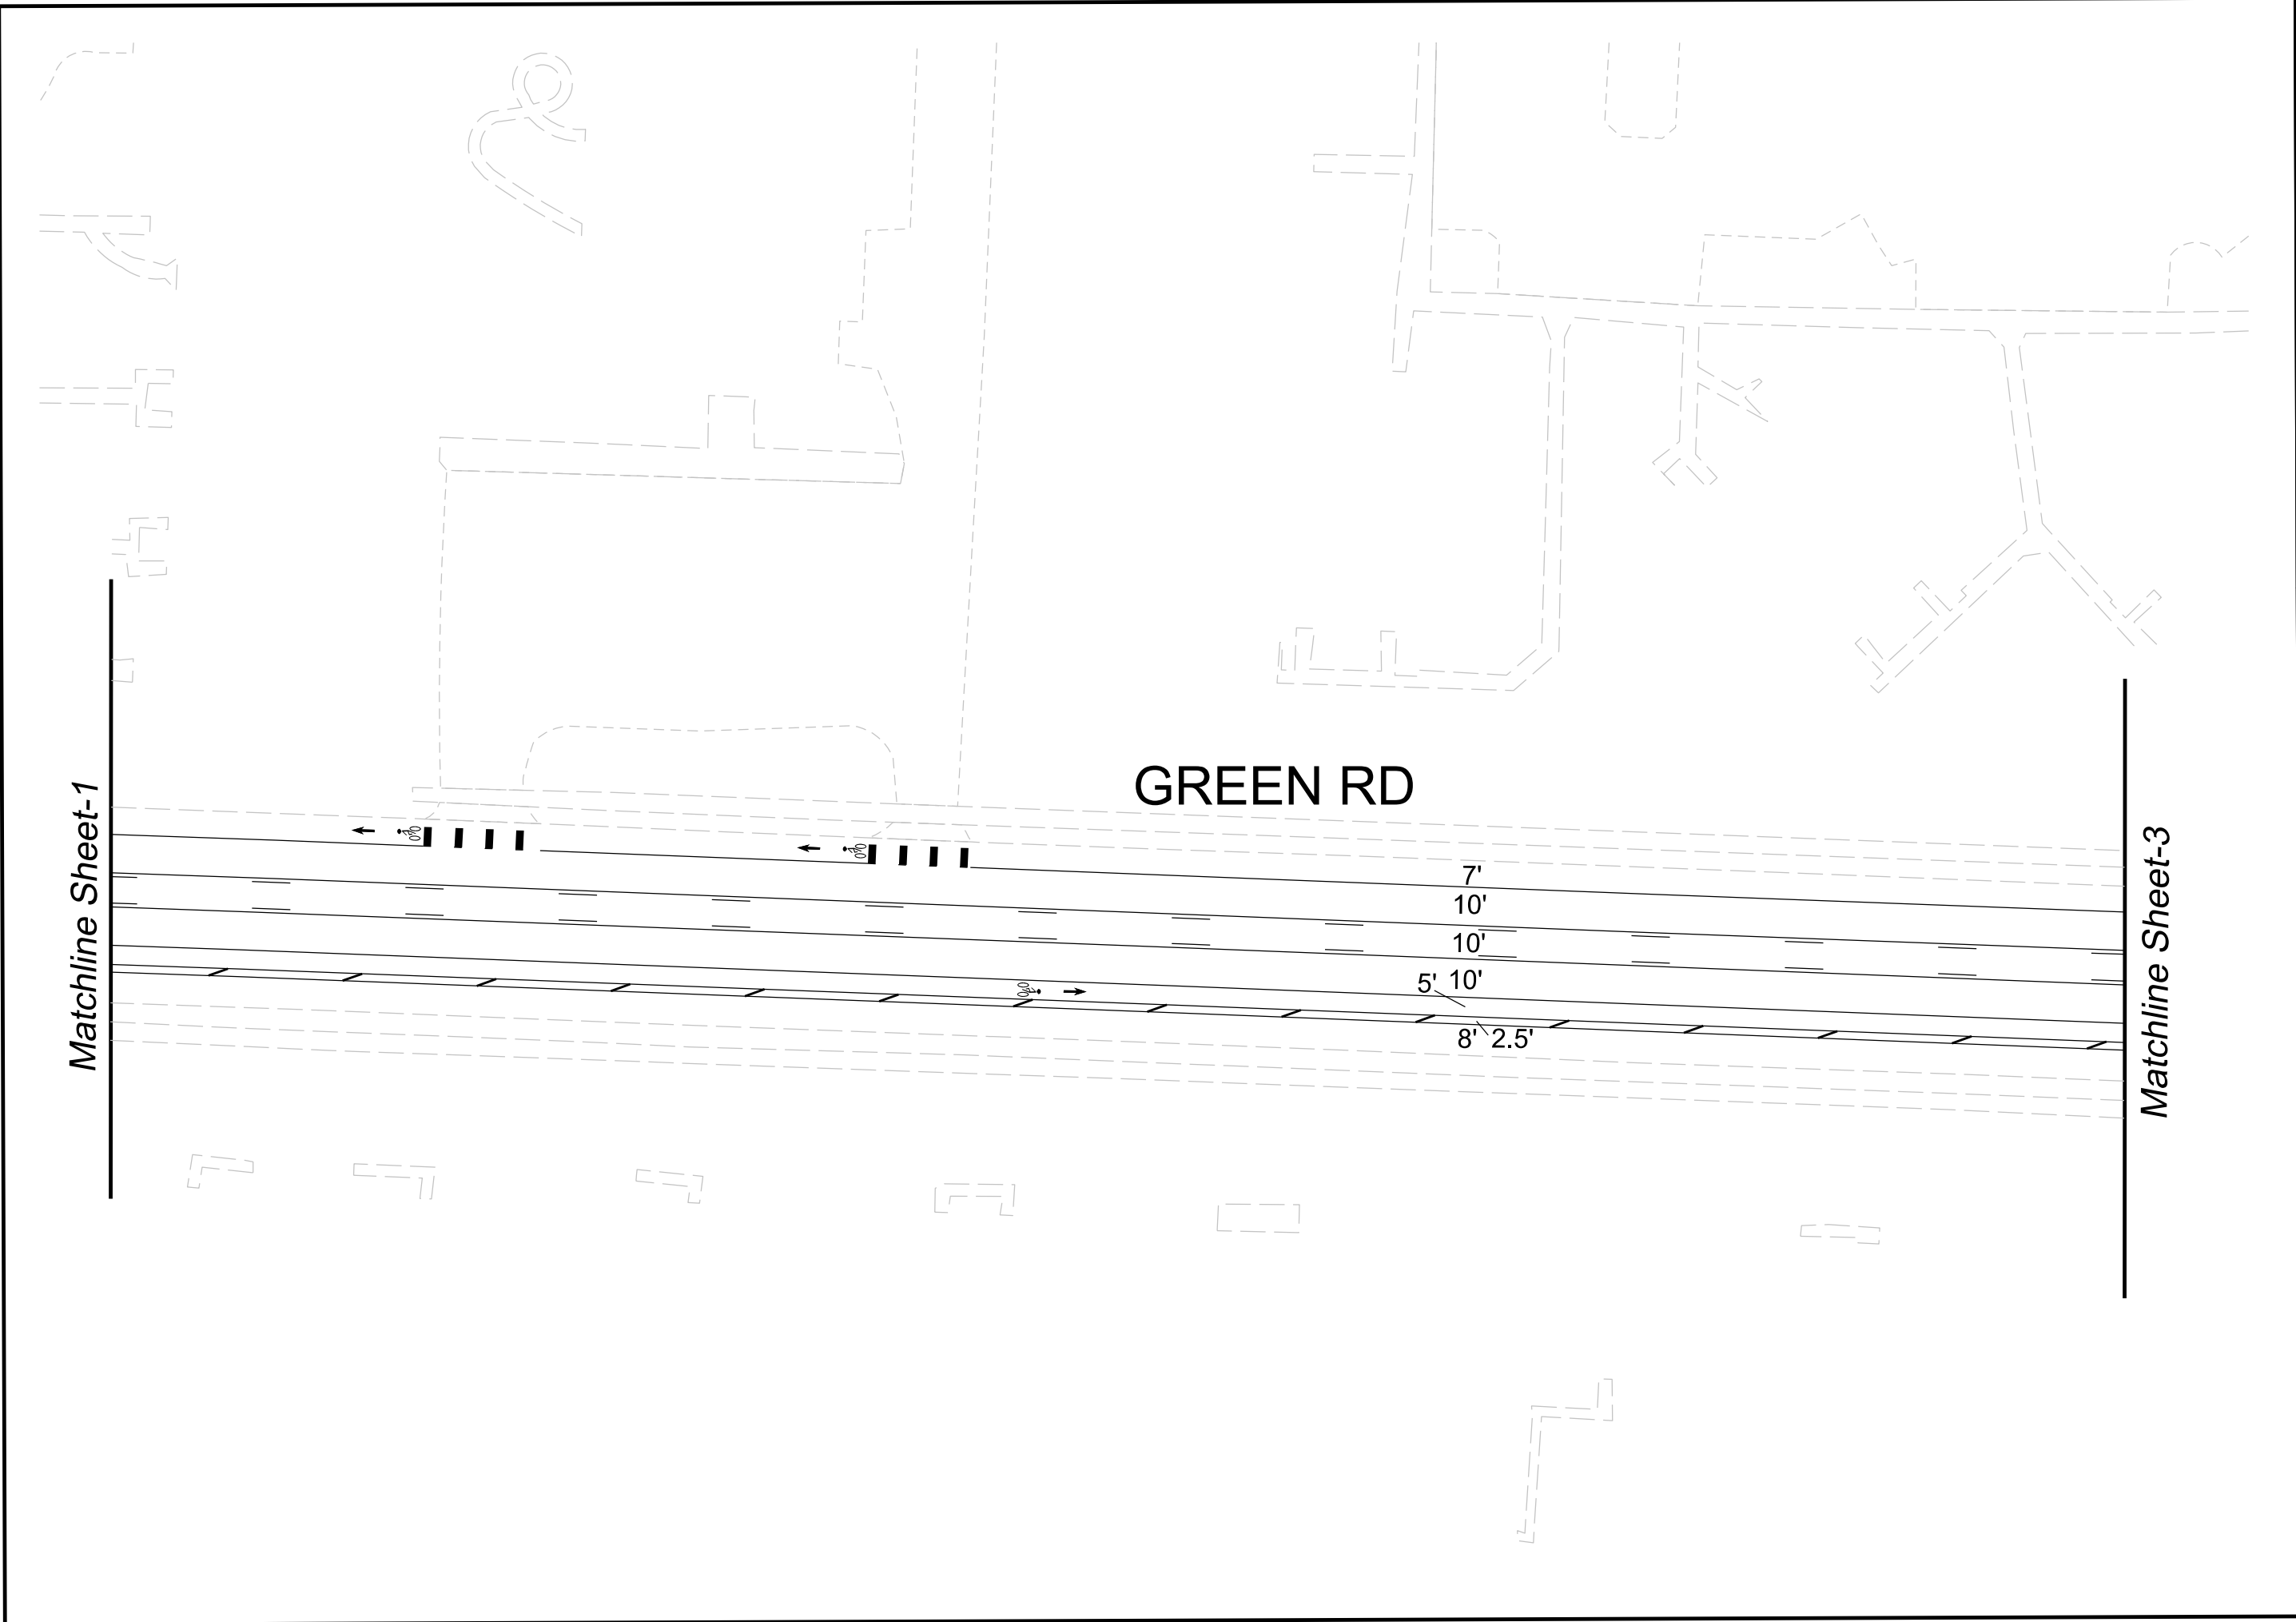 GREEN RD
Matchline Sheet-1
Matchline Sheet-3
7'
10'
10'
5' 10'
8' 2.5'